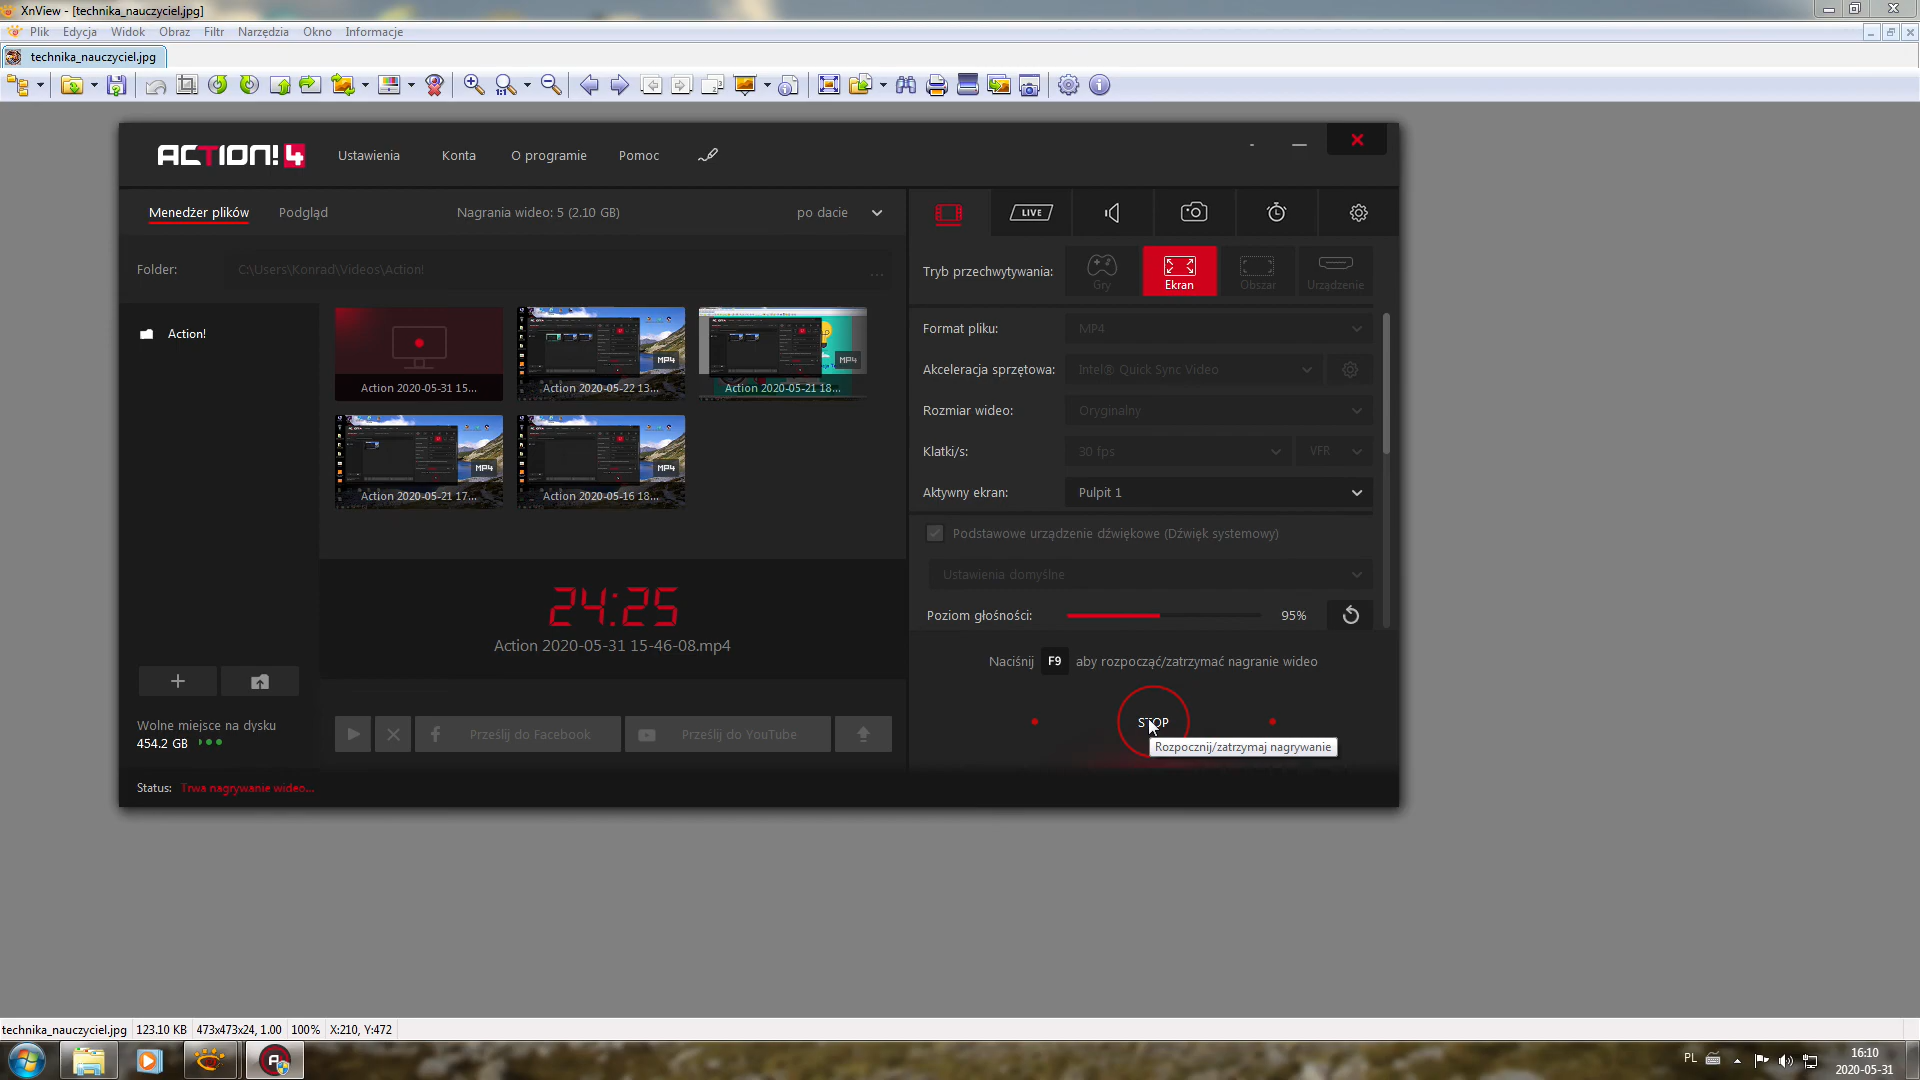 XnView - [technika_nauczyciel.jpg]
Plik Edycja Widok Obraz Filtr Narzędzia Okno Informacje
technika_nauczyciel.jpg
ACTION! 4 Ustawienia Konta O programie Pomoc
Menedżer plików Podgląd Nagrania wideo: 5 (2.10 GB) po dacie
LIVE
Folder: C:\Users\Konrad\Videos\Action! ...
Tryb przechwytywania: Gry Ekran Obszar Urządzenie
Action!
Action 2020-05-31 15...
MP4
Action 2020-05-22 13...
MP4
Action 2020-05-21 18...
MP4
Action 2020-05-21 17...
MP4
Action 2020-05-16 18...
Format pliku: MP4
Akceleracja sprzętowa: Intel® Quick Sync Video
Rozmiar wideo: Oryginalny
Klatki/s: 30 fps VFR
Aktywny ekran: Pulpit 1
Podstawowe urządzenie dźwiękowe (Dźwięk systemowy)
Ustawienia domyślne
Poziom głośności: 95%
24:25
Action 2020-05-31 15-46-08.mp4
Naciśnij F9 aby rozpocząć/zatrzymać nagranie wideo
STOP
Rozpocznij/zatrzymaj nagrywanie
Wolne miejsce na dysku
454.2 GB
Prześlij do Facebook Prześlij do YouTube
Status: Trwa nagrywanie wideo...
technika_nauczyciel.jpg 123.10 KB 473x473x24, 1.00 100% X:210, Y:472
PL 16:10
2020-05-31